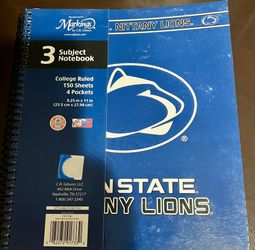 Markings
by C.R. Gibson
NITTANY LIONS
3 Subject
Notebook
College Ruled
150 Sheets
4 Pockets
9.25 in x 11 in
(23.5 cm x 27.94 cm)
C.R. Gibson, LLC
402 BNA Drive
Nashville, TN 37217
1-800-247-2340
N STATE
TANY LIONS